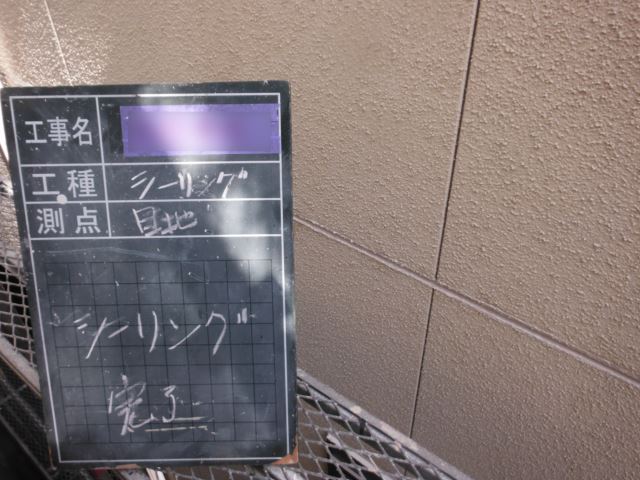 工事名
工種 シーリング
測点 目地
シーリング
完了